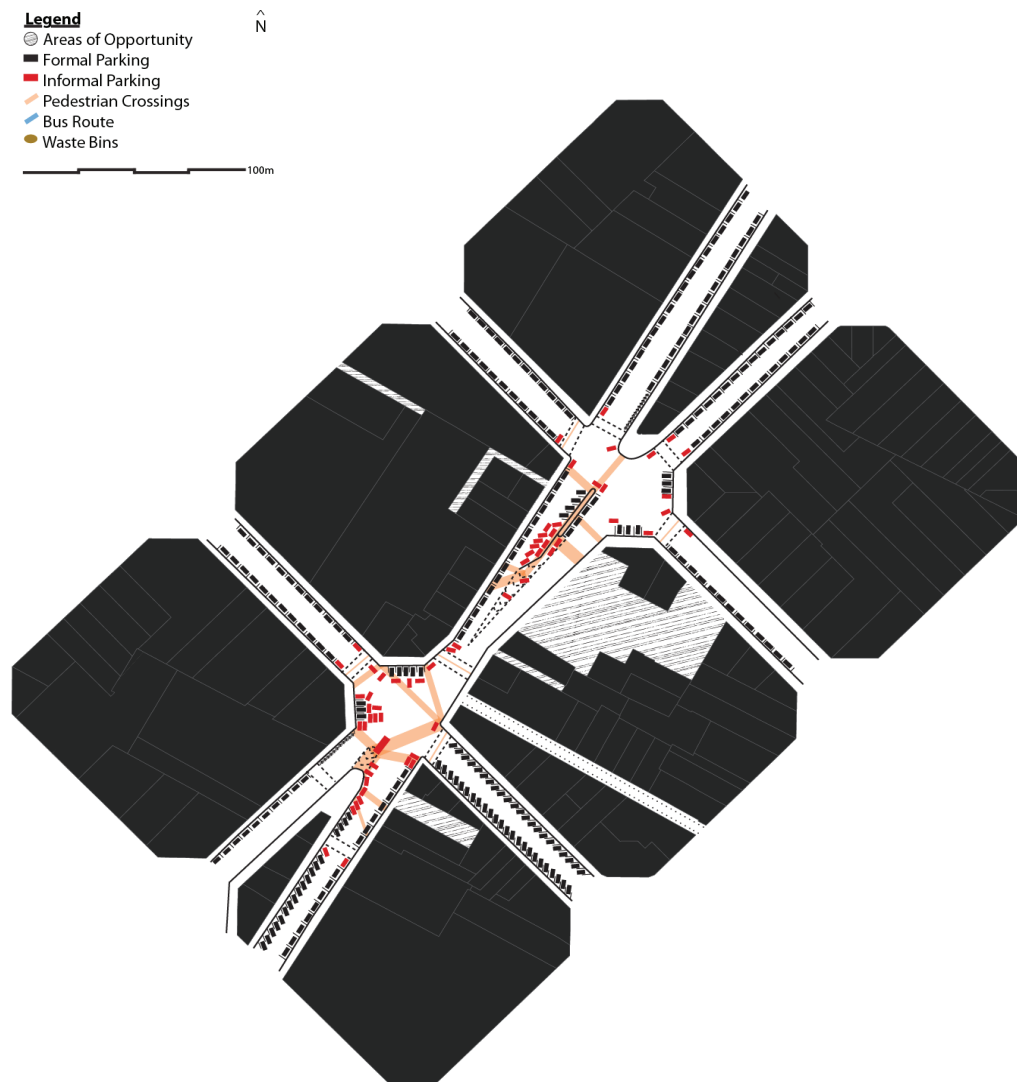 Legend
^
N
Areas of Opportunity
Formal Parking
Informal Parking
Pedestrian Crossings
Bus Route
Waste Bins
100m